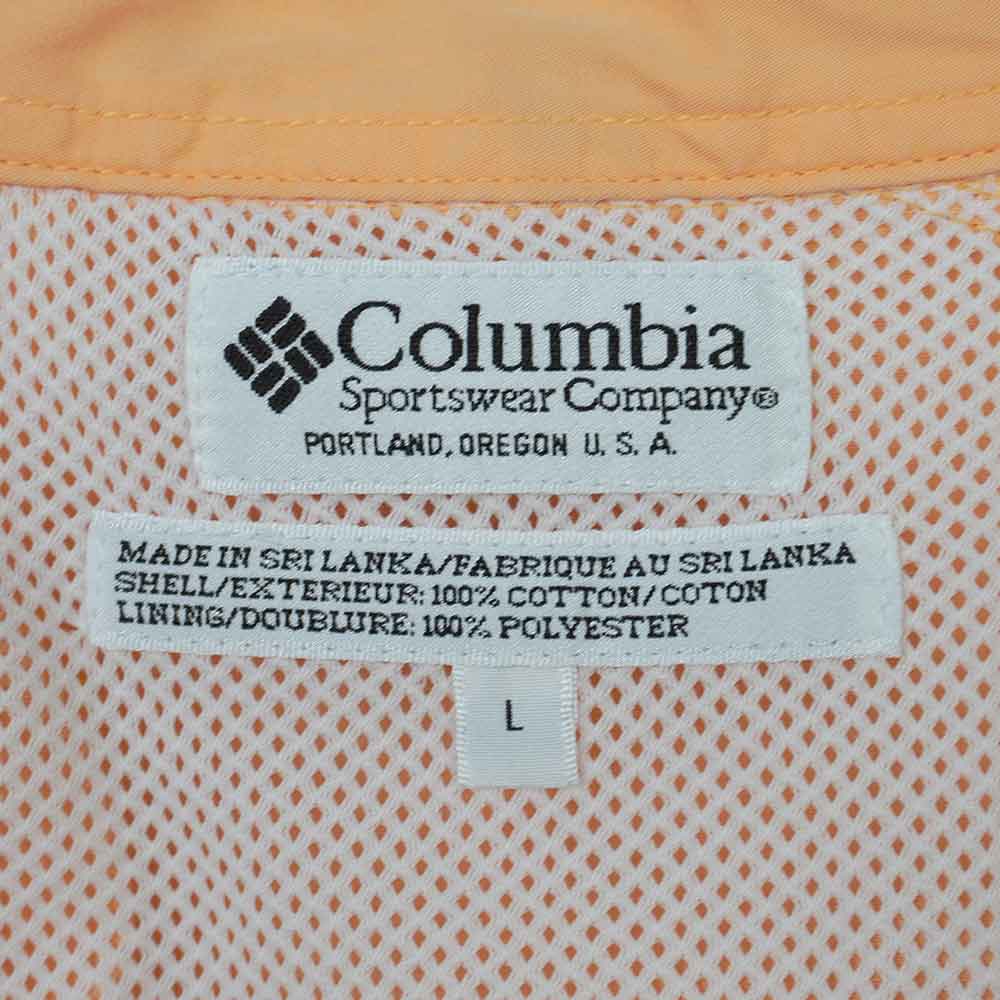 Columbia
Sportswear Company®
PORTLAND, OREGON U. S. A.
MADE IN SRI LANKA/FABRIQUE AU SRI LANKA
SHELL/EXTERIEUR: 100% COTTON/COTON
LINING/DOUBLURE: 100% POLYESTER
L